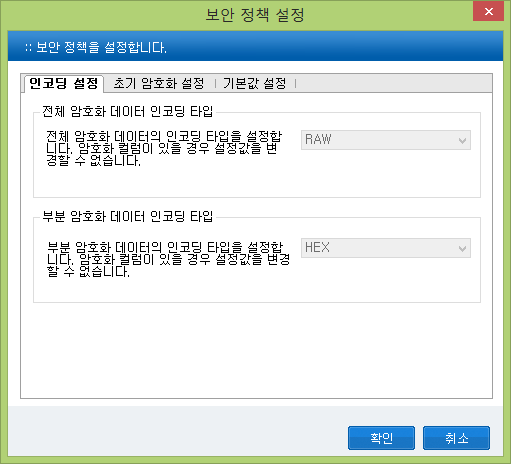 보안 정책 설정
:: 보안 정책을 설정합니다.
인코딩 설정 초기 암호화 설정 기본값 설정
전체 암호화 데이터 인코딩 타입
전체 암호화 데이터의 인코딩 타입을 설정합
니다. 암호화 컬럼이 있을 경우 설정값을 변
경할 수 없습니다.
RAW
부분 암호화 데이터 인코딩 타입
부분 암호화 데이터의 인코딩 타입을 설정합
니다. 암호화 컬럼이 있을 경우 설정값을 변경
할 수 없습니다.
HEX
확인 취소